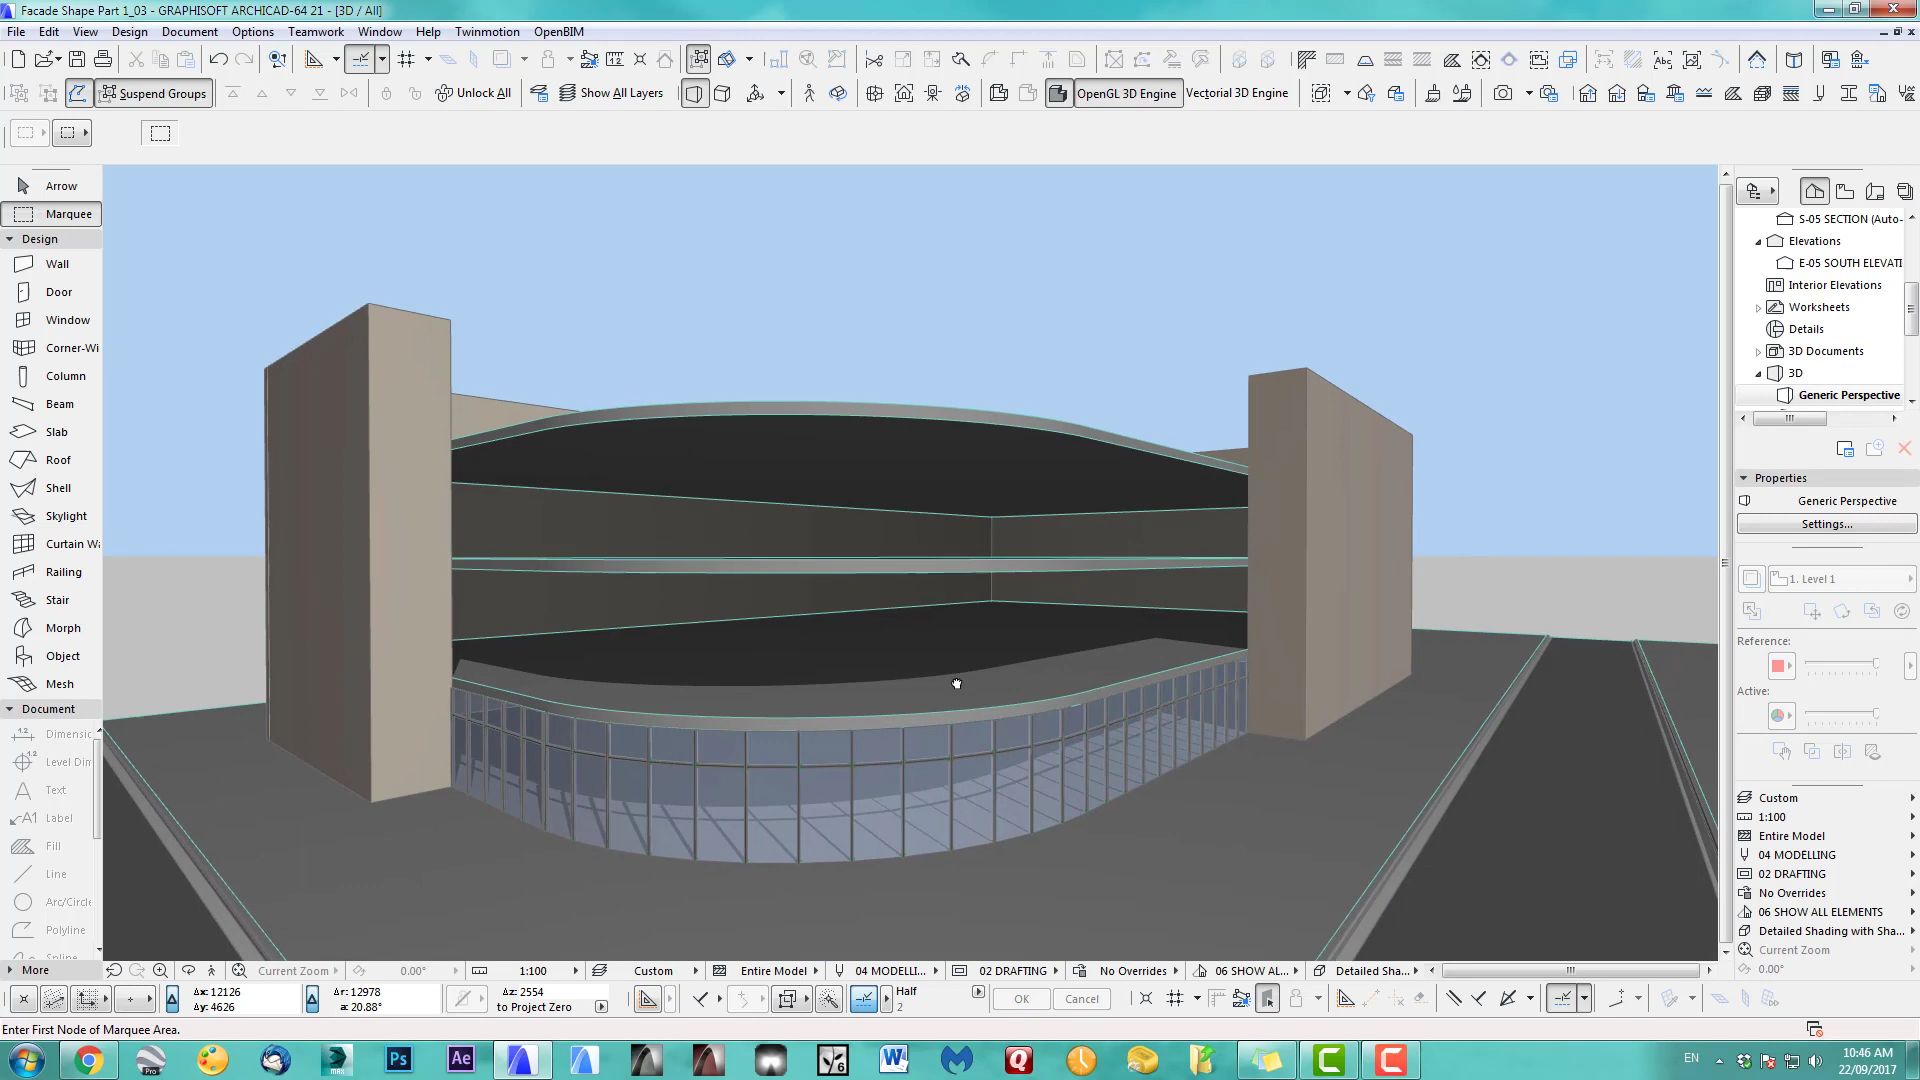 Facade Shape Part 1_03 - GRAPHISOFT ARCHICAD-64 21 - [3D / All]
File Edit View Design Document Options Teamwork Window Help Twinmotion OpenBIM
Suspend Groups Unlock All Show All Layers OpenGL 3D Engine Vectorial 3D Engine
Arrow
Marquee
Design
Wall
Door
Window
Corner-Wi
Column
Beam
Slab
Roof
Shell
Skylight
Curtain Wa
Railing
Stair
Morph
Object
Mesh
Document
Dimensic
Level Din
Text
Label
Fill
Line
Arc/Circle
Polyline
Spline
More
S-05 SECTION (Auto-
Elevations
E-05 SOUTH ELEVATI
Interior Elevations
Worksheets
Details
3D Documents
3D
Generic Perspective
Properties
Generic Perspective
Settings...
1. Level 1
Reference:
Active:
Custom
1:100
Entire Model
04 MODELLING
02 DRAFTING
No Overrides
06 SHOW ALL ELEMENTS
Detailed Shading with Sha...
Current Zoom
0.00°
Current Zoom 0.00° 1:100 Custom Entire Model 04 MODELLI... 02 DRAFTING No Overrides 06 SHOW AL... Detailed Sha...
Δx: 12126 Δr: 12978 Δz: 2554 Half
Δy: 4626 a: 20.88° to Project Zero 2 OK Cancel
Enter First Node of Marquee Area.
Pro MAX Ps Ae 6 W Q C C
EN 10:46 AM
22/09/2017